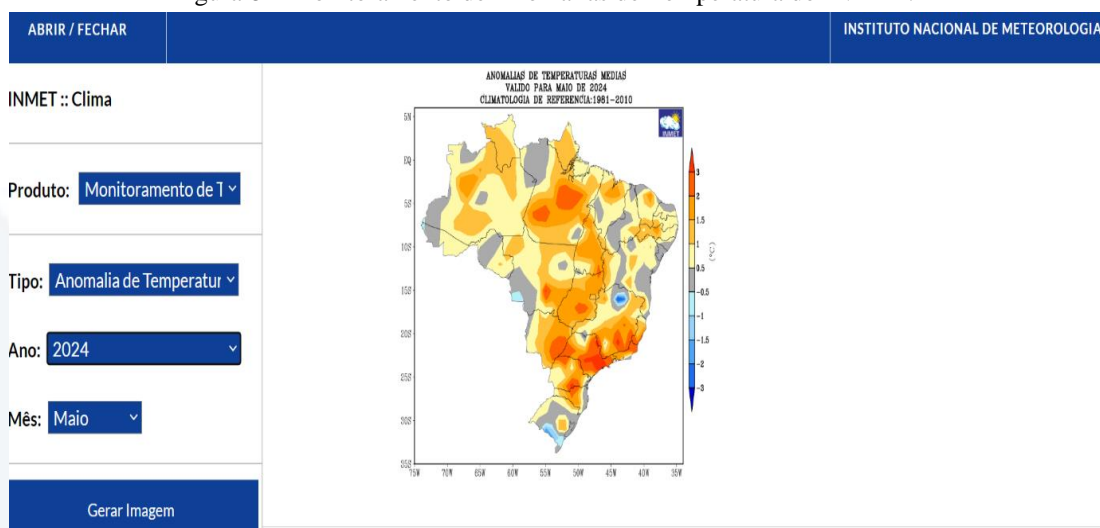 ABRIR / FECHAR
INSTITUTO NACIONAL DE METEOROLOGIA
INMET :: Clima
Produto: Monitoramento de T
Tipo: Anomalia de Temperatur
Ano: 2024
Mês: Maio
Gerar Imagem
ANOMALIAS DE TEMPERATURAS MEDIAS
VALIDO PARA MAIO DE 2024
CLIMATOLOGIA DE REFERENCIA:1981-2010
INMET
5N
EQ
5S
10S
15S
20S
25S
30S
35S
75W 70W 65W 60W 55W 50W 45W 40W 35W
3
2
1.5
1
0.5
-0.5
-1
-1.5
-2
-3
(°C)